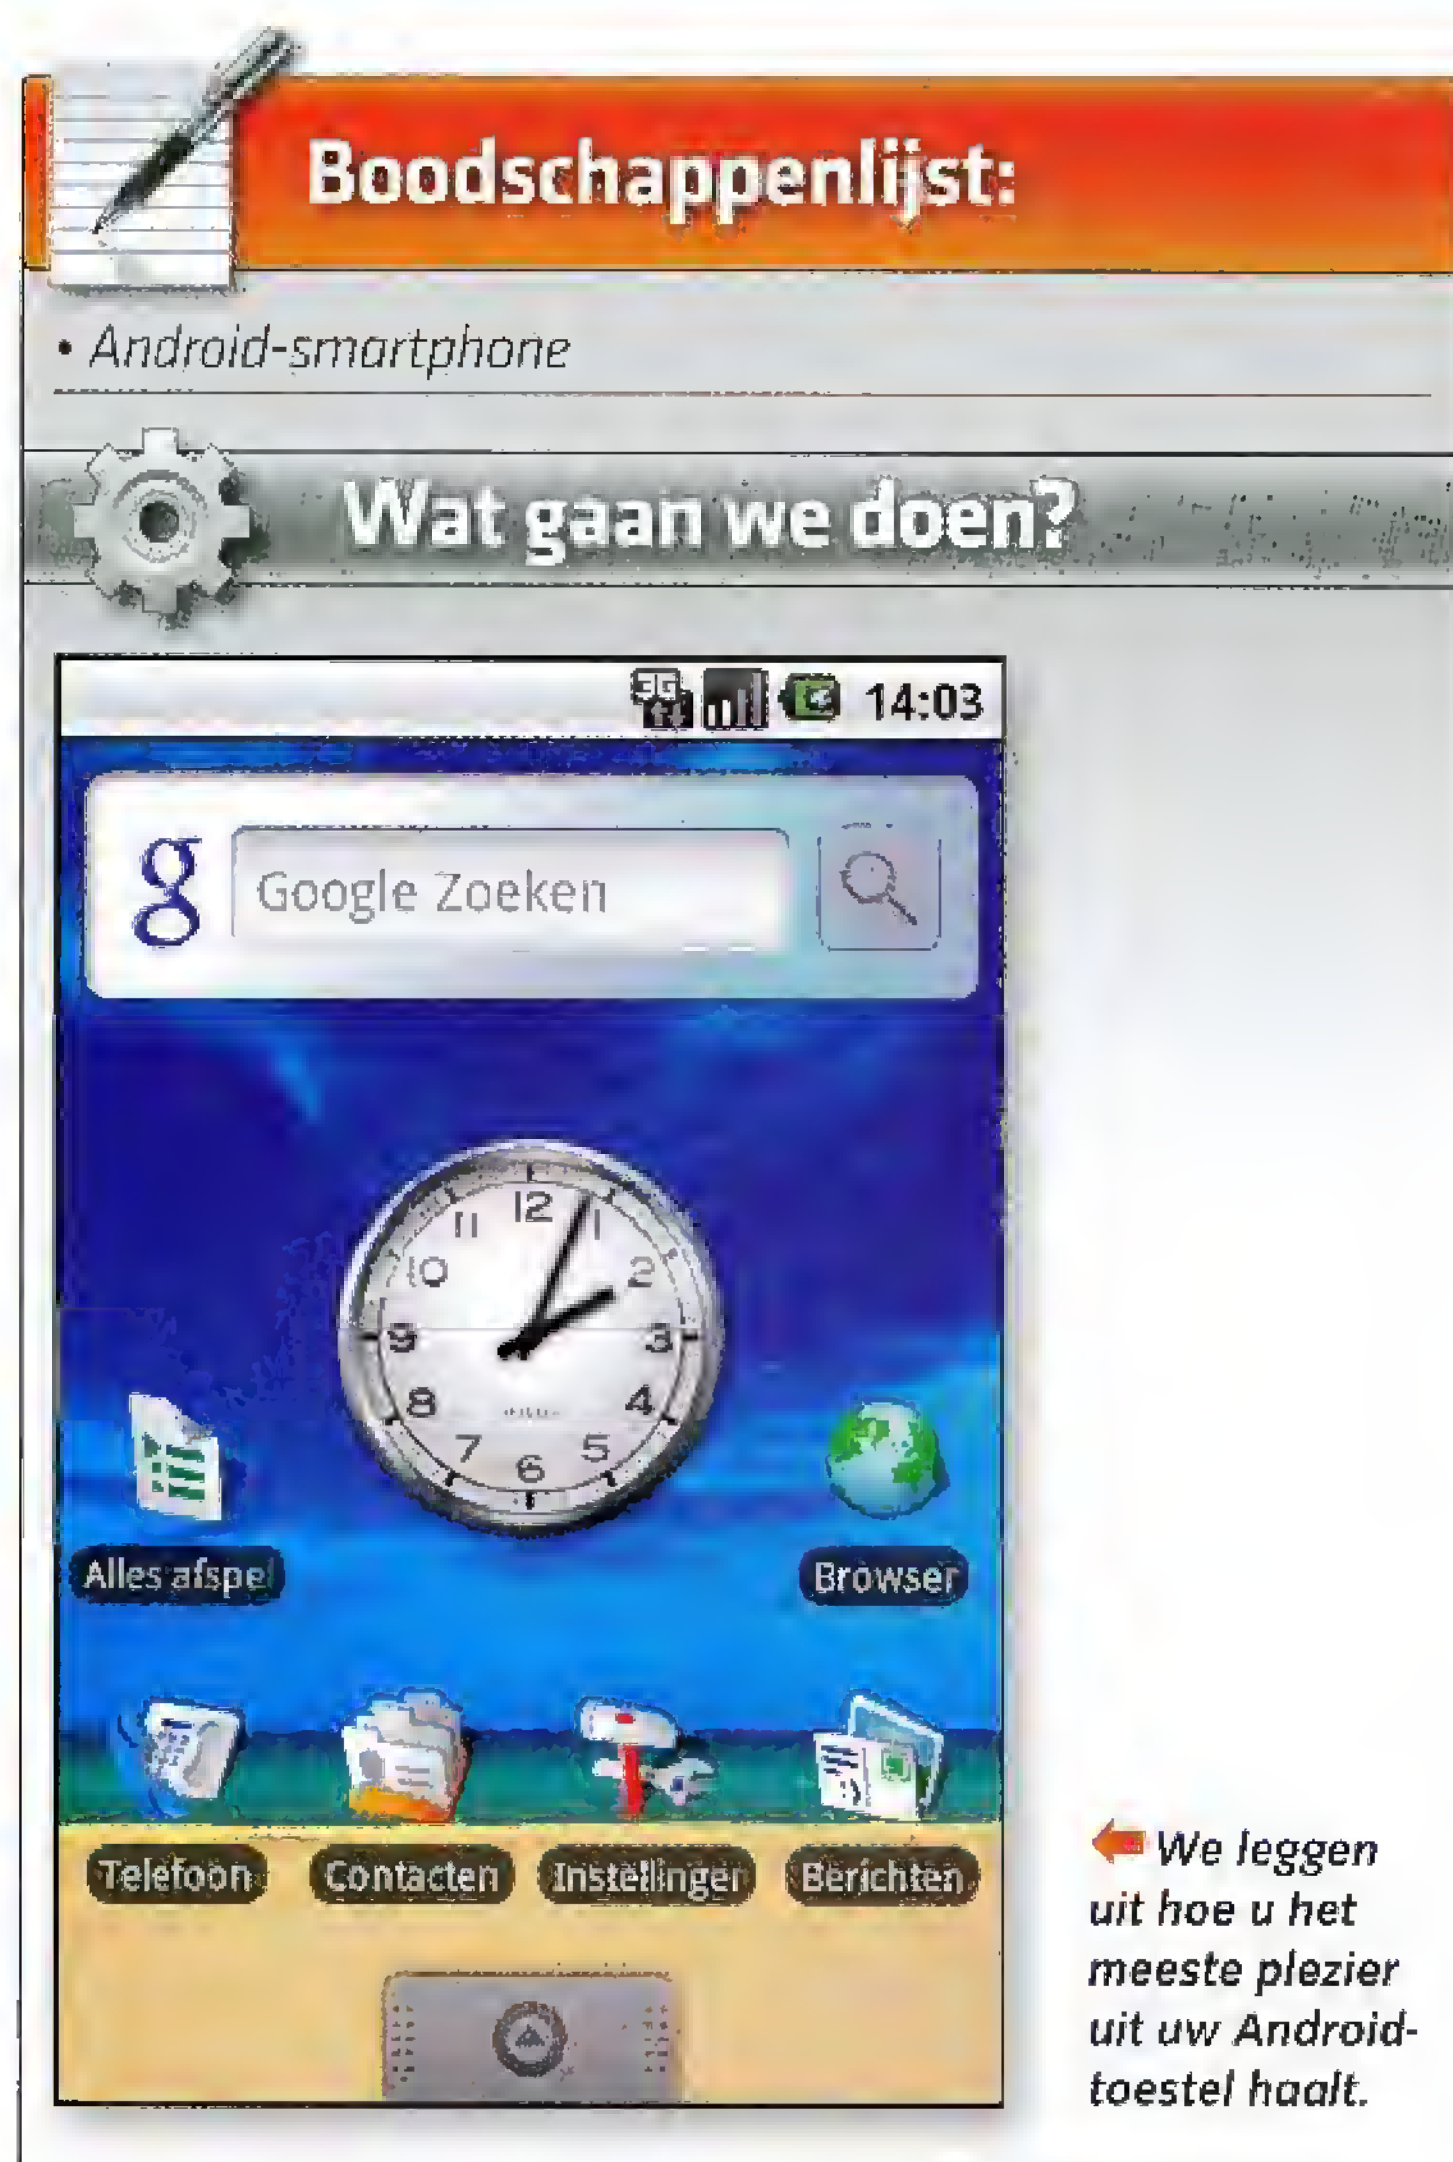 Boodschappenlijst:
• Android-smartphone
Wat gaan we doen?
3G 14:03
g Google Zoeken
12
11 1
10 2
9 3
8 4
7 5
6
Alles afspel Browser
Telefoon Contacten Instellingen Berichten
We leggen
uit hoe u het
meeste plezier
uit uw Android-
toestel haalt.